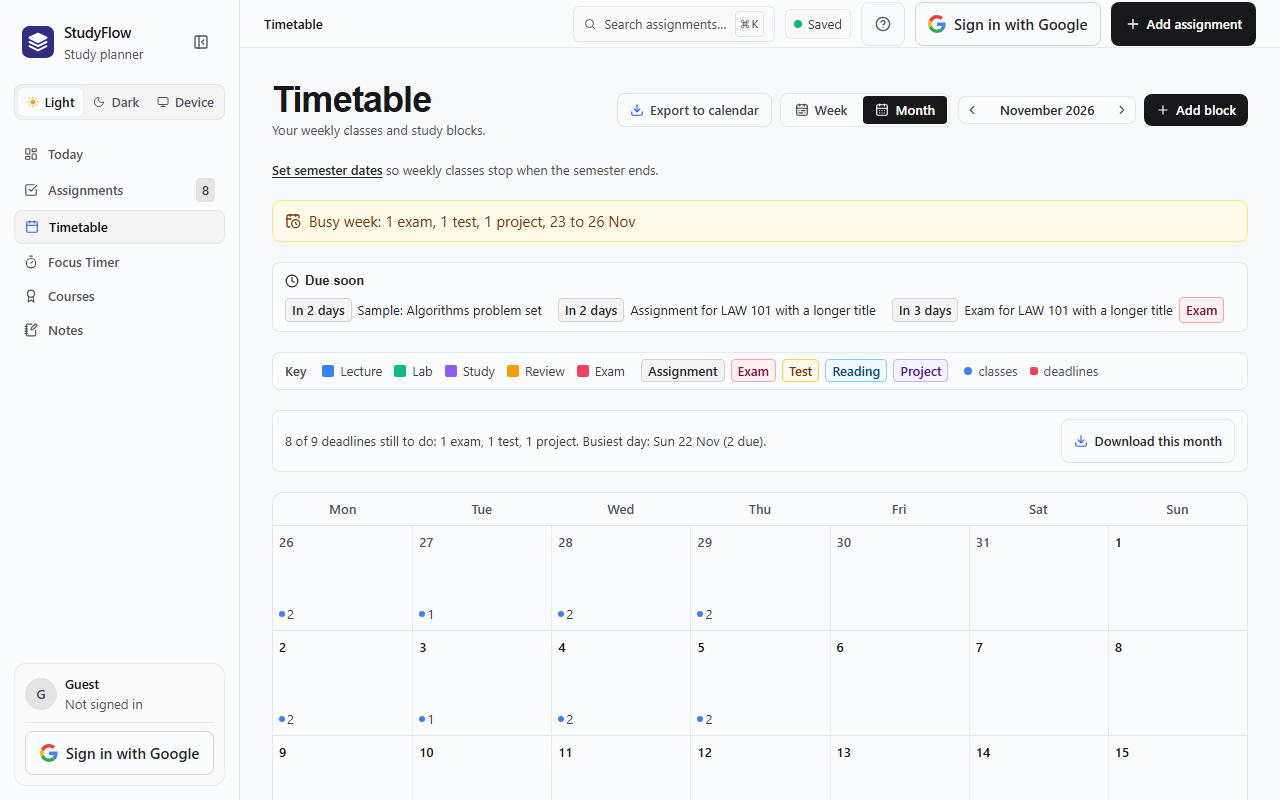 StudyFlow
Study planner
Light Dark Device
Today
Assignments 8
Timetable
Focus Timer
Courses
Notes
G Guest
Not signed in
Sign in with Google
Timetable Search assignments... ⌘K Saved Sign in with Google + Add assignment
Timetable
Your weekly classes and study blocks.
Export to calendar Week Month < November 2026 > + Add block
Set semester dates so weekly classes stop when the semester ends.
Busy week: 1 exam, 1 test, 1 project, 23 to 26 Nov
Due soon
In 2 days Sample: Algorithms problem set In 2 days Assignment for LAW 101 with a longer title In 3 days Exam for LAW 101 with a longer title Exam
Key Lecture Lab Study Review Exam Assignment Exam Test Reading Project classes deadlines
8 of 9 deadlines still to do: 1 exam, 1 test, 1 project. Busiest day: Sun 22 Nov (2 due). Download this month
Mon Tue Wed Thu Fri Sat Sun
26 27 28 29 30 31 1
2 1 2 2
2 3 4 5 6 7 8
2 1 2 2
9 10 11 12 13 14 15